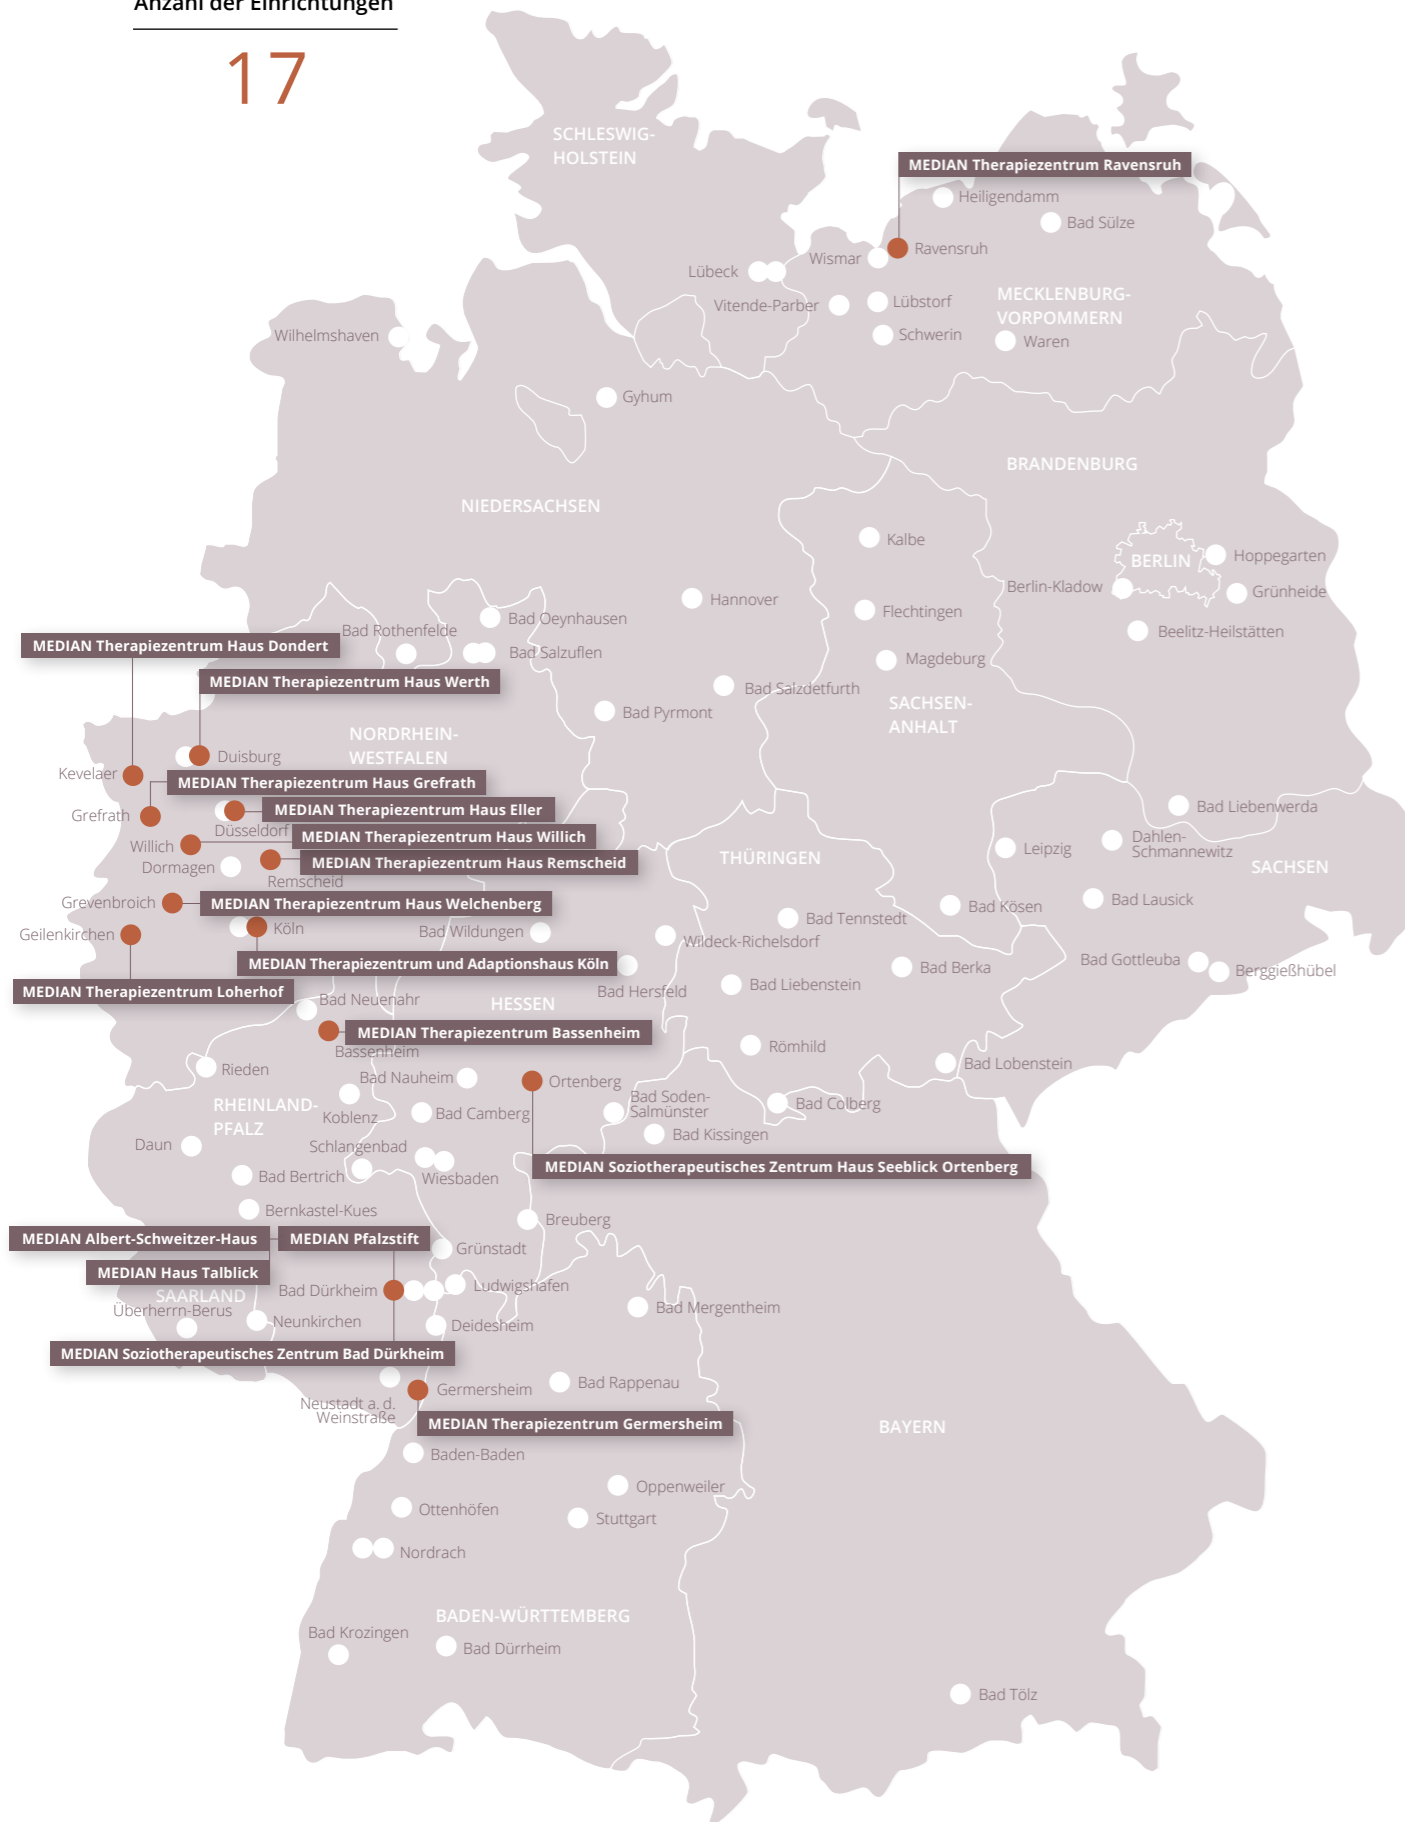 Anzahl der Einrichtungen
17
SCHLESWIG-
HOLSTEIN
MEDIAN Therapiezentrum Ravensruh
Heiligendamm
Bad Sülze
Ravensruh
Wismar
Lübeck
Vitende-Parber
Lübstorf
MECKLENBURG-
VORPOMMERN
Schwerin
Waren
Wilhelmshaven
Gyhum
BRANDENBURG
NIEDERSACHSEN
Kalbe
BERLIN
Hoppegarten
Berlin-Kladow
Grünheide
Hannover
Flechtingen
Bad Oeynhausen
Beelitz-Heilstätten
Bad Rothenfelde
MEDIAN Therapiezentrum Haus Dondert
Bad Salzuflen
Magdeburg
MEDIAN Therapiezentrum Haus Werth
Bad Salzdetfurth
SACHSEN-
ANHALT
Bad Pyrmont
NORDRHEIN-
WESTFALEN
Duisburg
Kevelaer
MEDIAN Therapiezentrum Haus Grefrath
Grefrath
MEDIAN Therapiezentrum Haus Eller
Bad Liebenwerda
Düsseldorf
MEDIAN Therapiezentrum Haus Willich
Willich
Dahlen-
Schmannewitz
Leipzig
THÜRINGEN
MEDIAN Therapiezentrum Haus Remscheid
Dormagen
SACHSEN
Remscheid
Grevenbroich
MEDIAN Therapiezentrum Haus Welchenberg
Bad Lausick
Bad Kösen
Bad Tennstedt
Geilenkirchen
Köln
Bad Wildungen
Wildeck-Richelsdorf
MEDIAN Therapiezentrum und Adaptionshaus Köln
Bad Berka
Bad Gottleuba
Berggießhübel
MEDIAN Therapiezentrum Loherhof
Bad Hersfeld
Bad Liebenstein
Bad Neuenahr
HESSEN
MEDIAN Therapiezentrum Bassenheim
Bassenheim
Römhild
Rieden
Bad Lobenstein
Bad Nauheim
Ortenberg
RHEINLAND-
PFALZ
Koblenz
Bad Camberg
Bad Soden-
Salmünster
Bad Colberg
Daun
Schlangenbad
Bad Kissingen
Bad Bertrich
Wiesbaden
MEDIAN Soziotherapeutisches Zentrum Haus Seeblick Ortenberg
Bernkastel-Kues
Breuberg
MEDIAN Albert-Schweitzer-Haus
MEDIAN Pfalzstift
Grünstadt
MEDIAN Haus Talblick
Bad Dürkheim
Ludwigshafen
SAARLAND
Überherrn-Berus
Neunkirchen
Deidesheim
Bad Mergentheim
MEDIAN Soziotherapeutisches Zentrum Bad Dürkheim
Germersheim
Bad Rappenau
Neustadt a. d.
Weinstraße
MEDIAN Therapiezentrum Germersheim
BAYERN
Baden-Baden
Oppenweiler
Ottenhöfen
Stuttgart
Nordrach
BADEN-WÜRTTEMBERG
Bad Krozingen
Bad Dürrheim
Bad Tölz